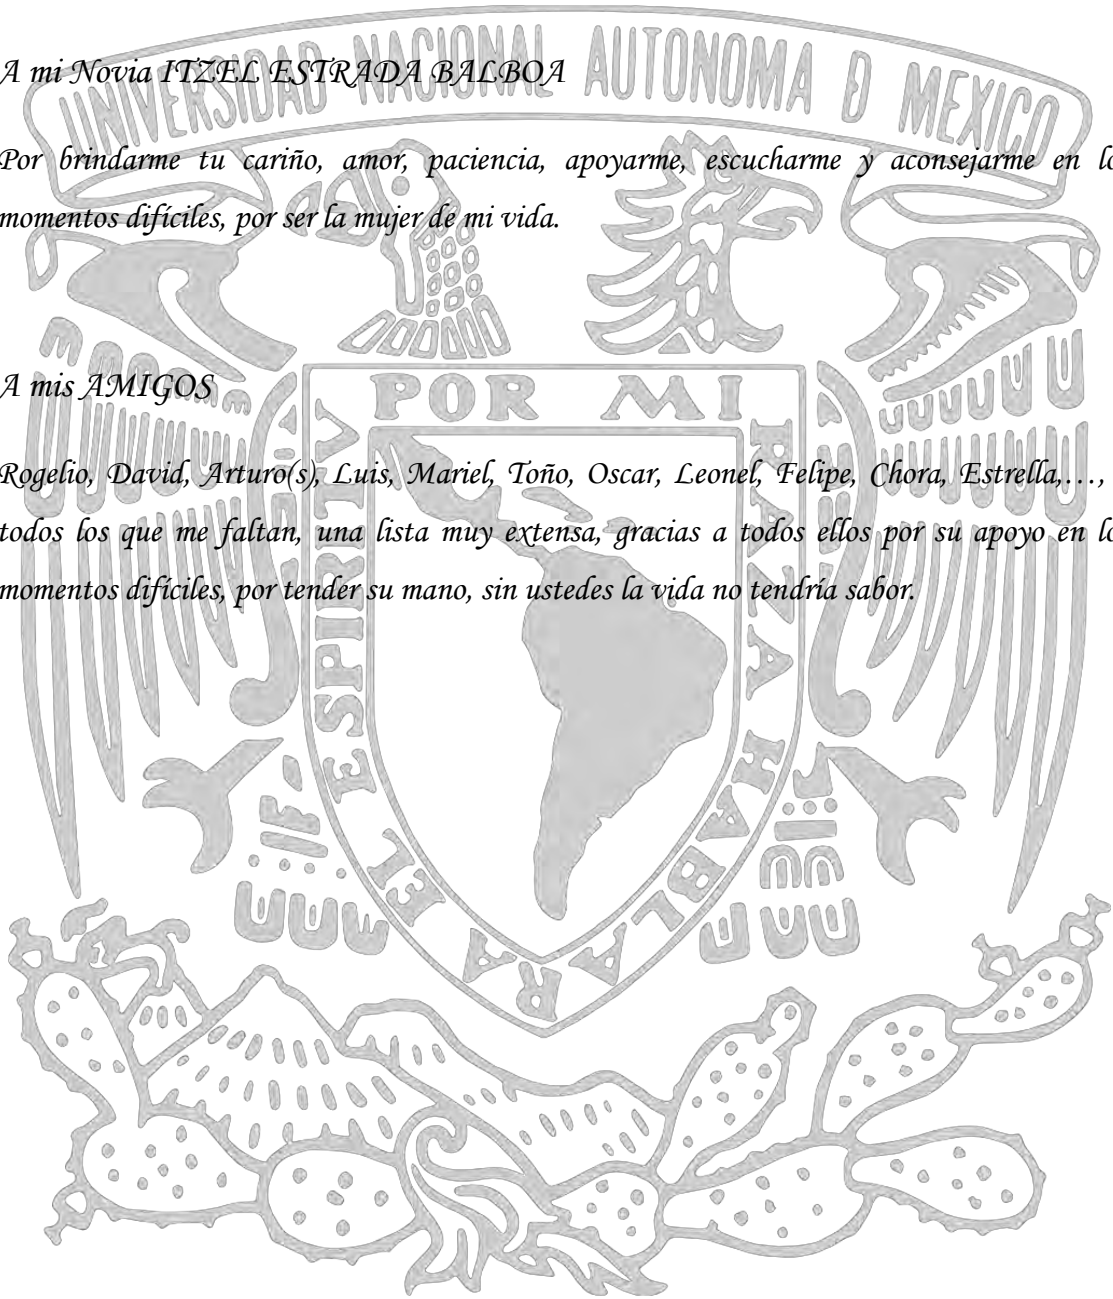 UNIVERSIDAD NACIONAL AUTONOMA D MEXICO
A mi Novia ITZEL ESTRADA BALBOA
Por brindarme tu cariño, amor, paciencia, apoyarme, escucharme y aconsejarme en lo
momentos difíciles, por ser la mujer de mi vida.
A mis AMIGOS
Rogelio, David, Arturo(s), Luis, Mariel, Toño, Oscar, Leonel, Felipe, Chora, Estrella,…,
todos los que me faltan, una lista muy extensa, gracias a todos ellos por su apoyo en lo
momentos difíciles, por tender su mano, sin ustedes la vida no tendría sabor.
POR MI RAZA HABLARA EL ESPIRITV